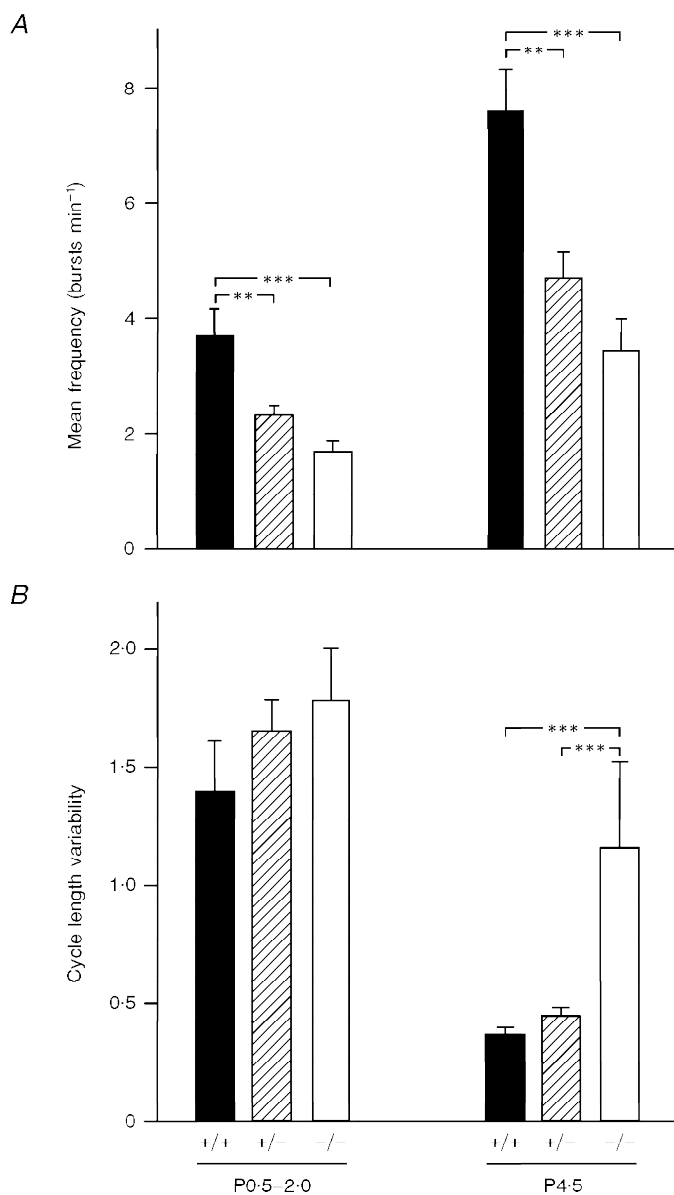 A
8
6
4
2
0
Mean frequency (bursts min⁻¹)
***
**
***
**
B
2·0
1·5
1·0
0·5
0
Cycle length variability
***
***
+/+ +/− −/− +/+ +/− −/−
P0·5–2·0 P4·5